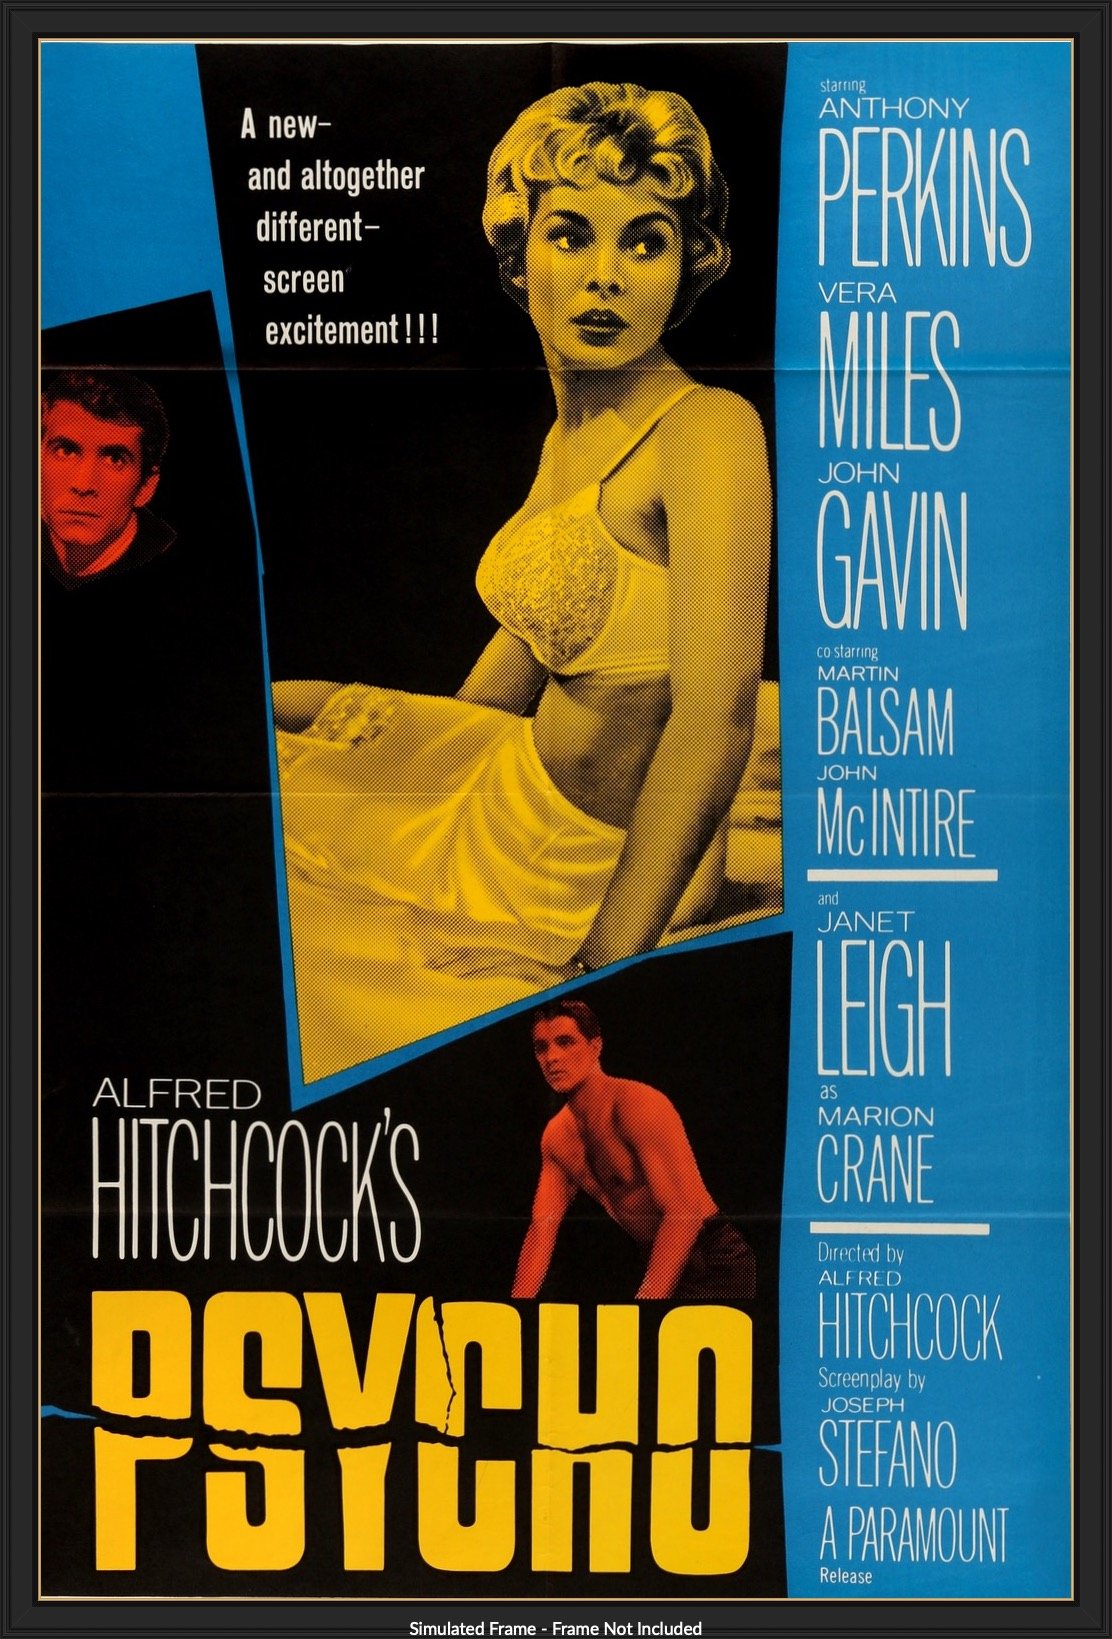 A new–
and altogether
different–
screen
excitement!!!
starring
ANTHONY
PERKINS
VERA
MILES
JOHN
GAVIN
co-starring
MARTIN
BALSAM
JOHN
McINTIRE
and
JANET
LEIGH
as
MARION
CRANE
Directed by
ALFRED
HITCHCOCK
Screenplay by
JOSEPH
STEFANO
A PARAMOUNT
Release
ALFRED
HITCHCOCK'S
PSYCHO
Simulated Frame - Frame Not Included